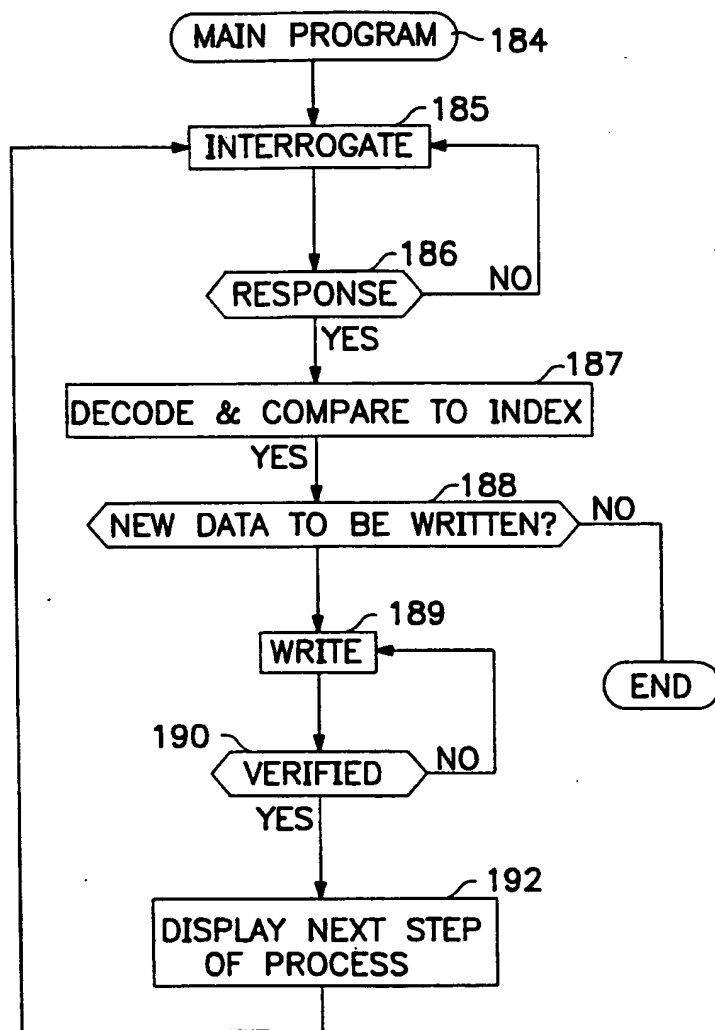 MAIN PROGRAM
184
185
INTERROGATE
186
RESPONSE
NO
YES
187
DECODE & COMPARE TO INDEX
YES
188
NEW DATA TO BE WRITTEN?
NO
189
WRITE
END
190
VERIFIED
NO
YES
192
DISPLAY NEXT STEP
OF PROCESS